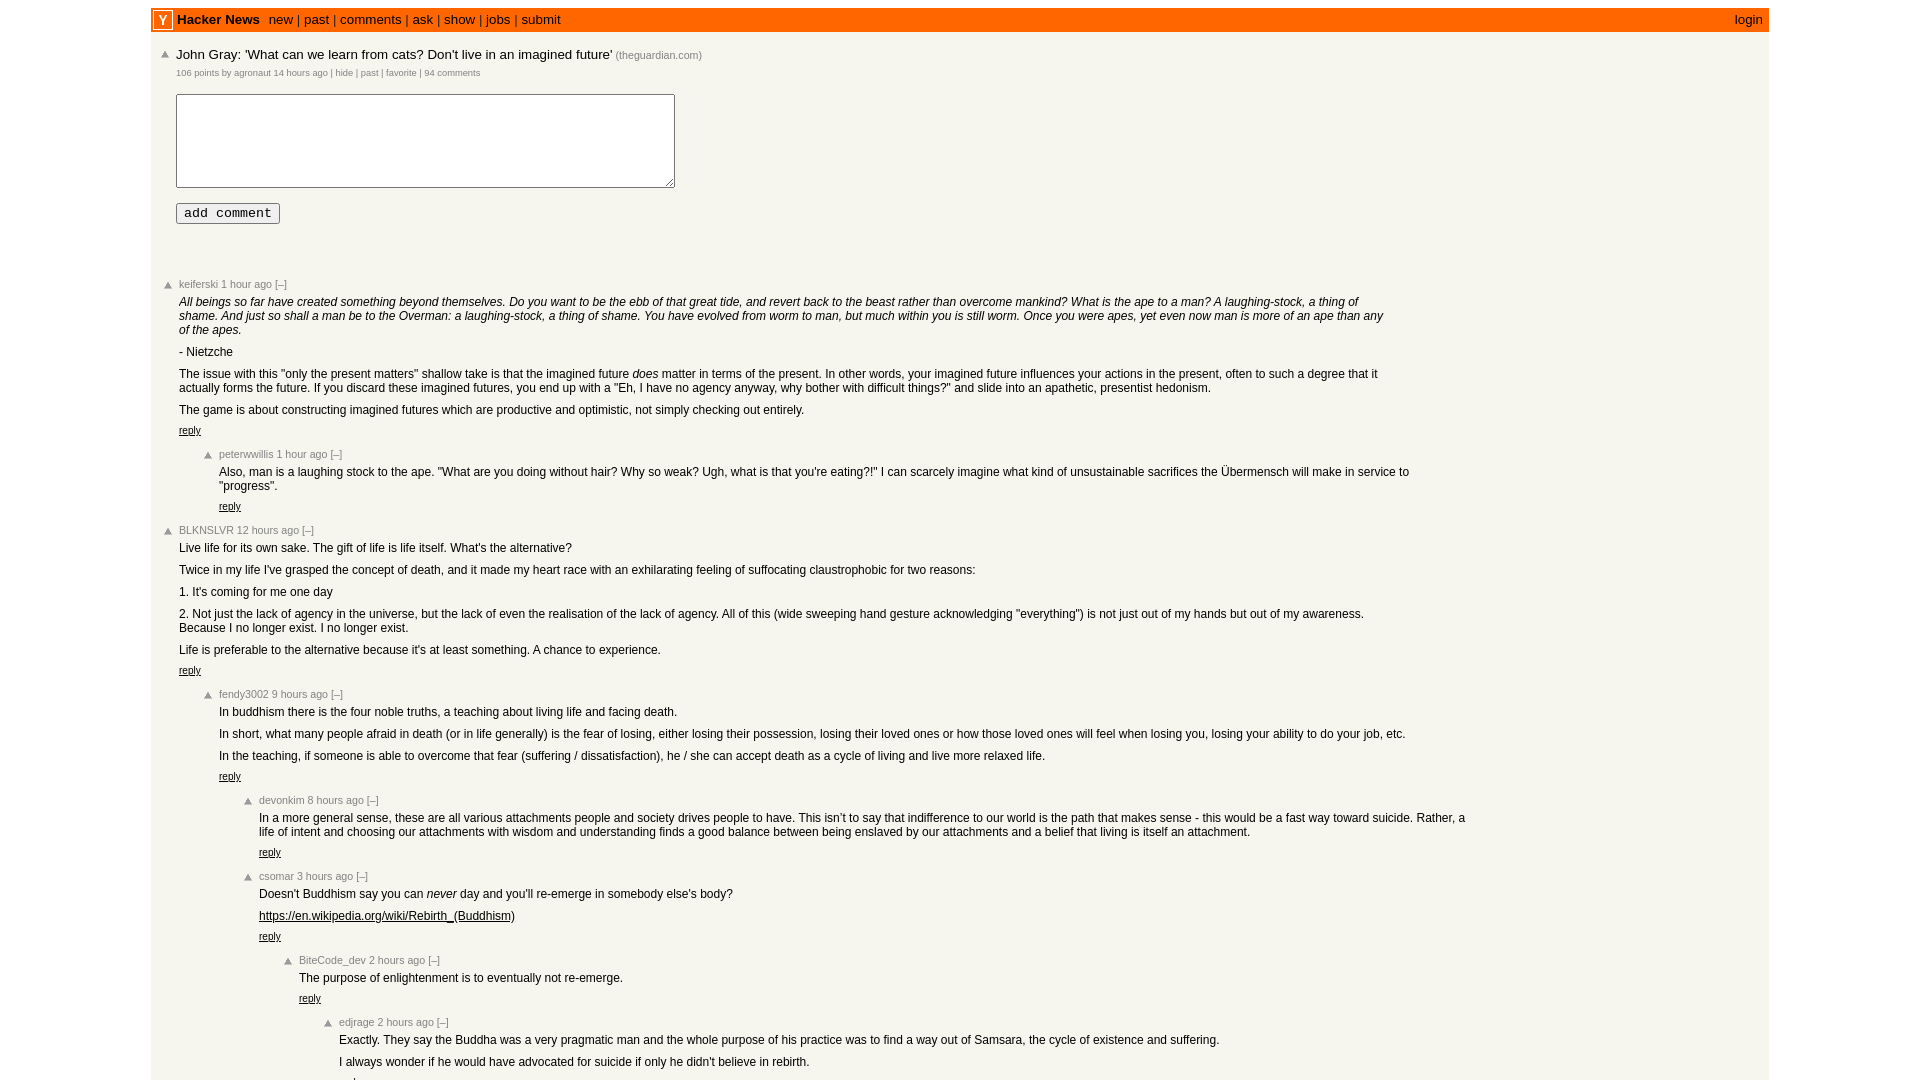 Y Hacker News new | past | comments | ask | show | jobs | submit login
John Gray: 'What can we learn from cats? Don't live in an imagined future' (theguardian.com)
106 points by agronaut 14 hours ago | hide | past | favorite | 94 comments
add comment
keiferski 1 hour ago [–]
All beings so far have created something beyond themselves. Do you want to be the ebb of that great tide, and revert back to the beast rather than overcome mankind? What is the ape to a man? A laughing-stock, a thing of
shame. And just so shall a man be to the Overman: a laughing-stock, a thing of shame. You have evolved from worm to man, but much within you is still worm. Once you were apes, yet even now man is more of an ape than any
of the apes.
- Nietzche
The issue with this "only the present matters" shallow take is that the imagined future does matter in terms of the present. In other words, your imagined future influences your actions in the present, often to such a degree that it
actually forms the future. If you discard these imagined futures, you end up with a "Eh, I have no agency anyway, why bother with difficult things?" and slide into an apathetic, presentist hedonism.
The game is about constructing imagined futures which are productive and optimistic, not simply checking out entirely.
reply
peterwwillis 1 hour ago [–]
Also, man is a laughing stock to the ape. "What are you doing without hair? Why so weak? Ugh, what is that you're eating?!" I can scarcely imagine what kind of unsustainable sacrifices the Übermensch will make in service to
"progress".
reply
BLKNSLVR 12 hours ago [–]
Live life for its own sake. The gift of life is life itself. What's the alternative?
Twice in my life I've grasped the concept of death, and it made my heart race with an exhilarating feeling of suffocating claustrophobic for two reasons:
1. It's coming for me one day
2. Not just the lack of agency in the universe, but the lack of even the realisation of the lack of agency. All of this (wide sweeping hand gesture acknowledging "everything") is not just out of my hands but out of my awareness.
Because I no longer exist. I no longer exist.
Life is preferable to the alternative because it's at least something. A chance to experience.
reply
fendy3002 9 hours ago [–]
In buddhism there is the four noble truths, a teaching about living life and facing death.
In short, what many people afraid in death (or in life generally) is the fear of losing, either losing their possession, losing their loved ones or how those loved ones will feel when losing you, losing your ability to do your job, etc.
In the teaching, if someone is able to overcome that fear (suffering / dissatisfaction), he / she can accept death as a cycle of living and live more relaxed life.
reply
devonkim 8 hours ago [–]
In a more general sense, these are all various attachments people and society drives people to have. This isn’t to say that indifference to our world is the path that makes sense - this would be a fast way toward suicide. Rather, a
life of intent and choosing our attachments with wisdom and understanding finds a good balance between being enslaved by our attachments and a belief that living is itself an attachment.
reply
csomar 3 hours ago [–]
Doesn't Buddhism say you can never day and you'll re-emerge in somebody else's body?
https://en.wikipedia.org/wiki/Rebirth_(Buddhism)
reply
BiteCode_dev 2 hours ago [–]
The purpose of enlightenment is to eventually not re-emerge.
reply
edjrage 2 hours ago [–]
Exactly. They say the Buddha was a very pragmatic man and the whole purpose of his practice was to find a way out of Samsara, the cycle of existence and suffering.
I always wonder if he would have advocated for suicide if only he didn't believe in rebirth.